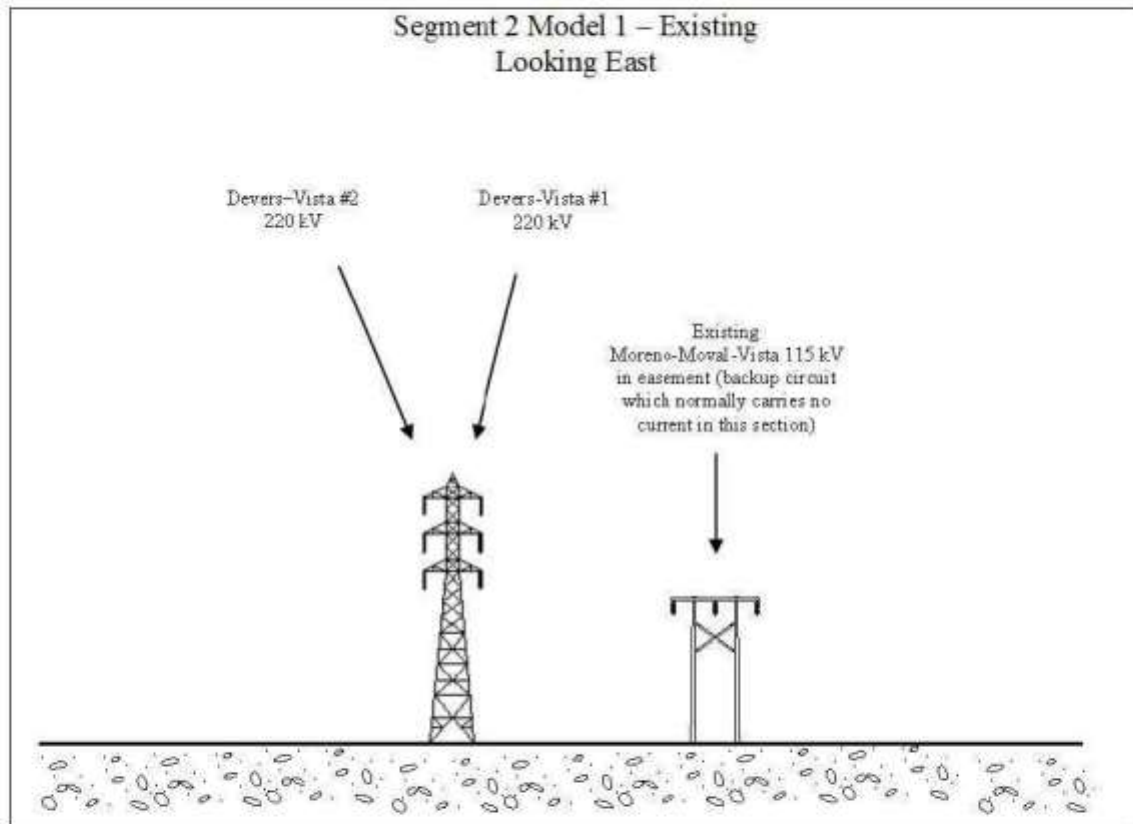 Segment 2 Model 1 – Existing
Looking East
Devers–Vista #2
220 kV
Devers-Vista #1
220 kV
Existing
Moreno-Moval-Vista 115 kV
in easement (backup circuit
which normally carries no
current in this section)